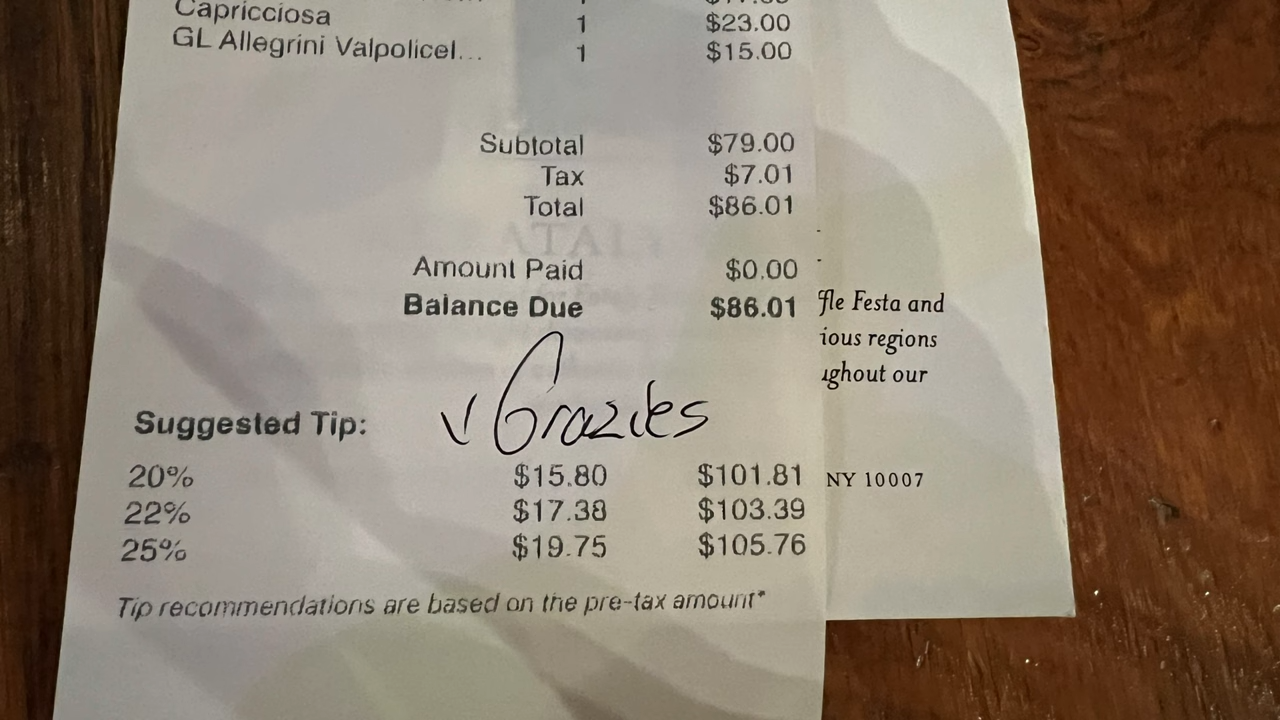 Capricciosa 1 $23.00
GL Allegrini Valpolicel... 1 $15.00
Subtotal $79.00
Tax $7.01
Total $86.01
Amount Paid $0.00
Balance Due $86.01
fle Festa and
ious regions
ughout our
Grazies
Suggested Tip:
20% $15.80 $101.81
NY 10007
22% $17.38 $103.39
25% $19.75 $105.76
Tip recommendations are based on the pre-tax amount*